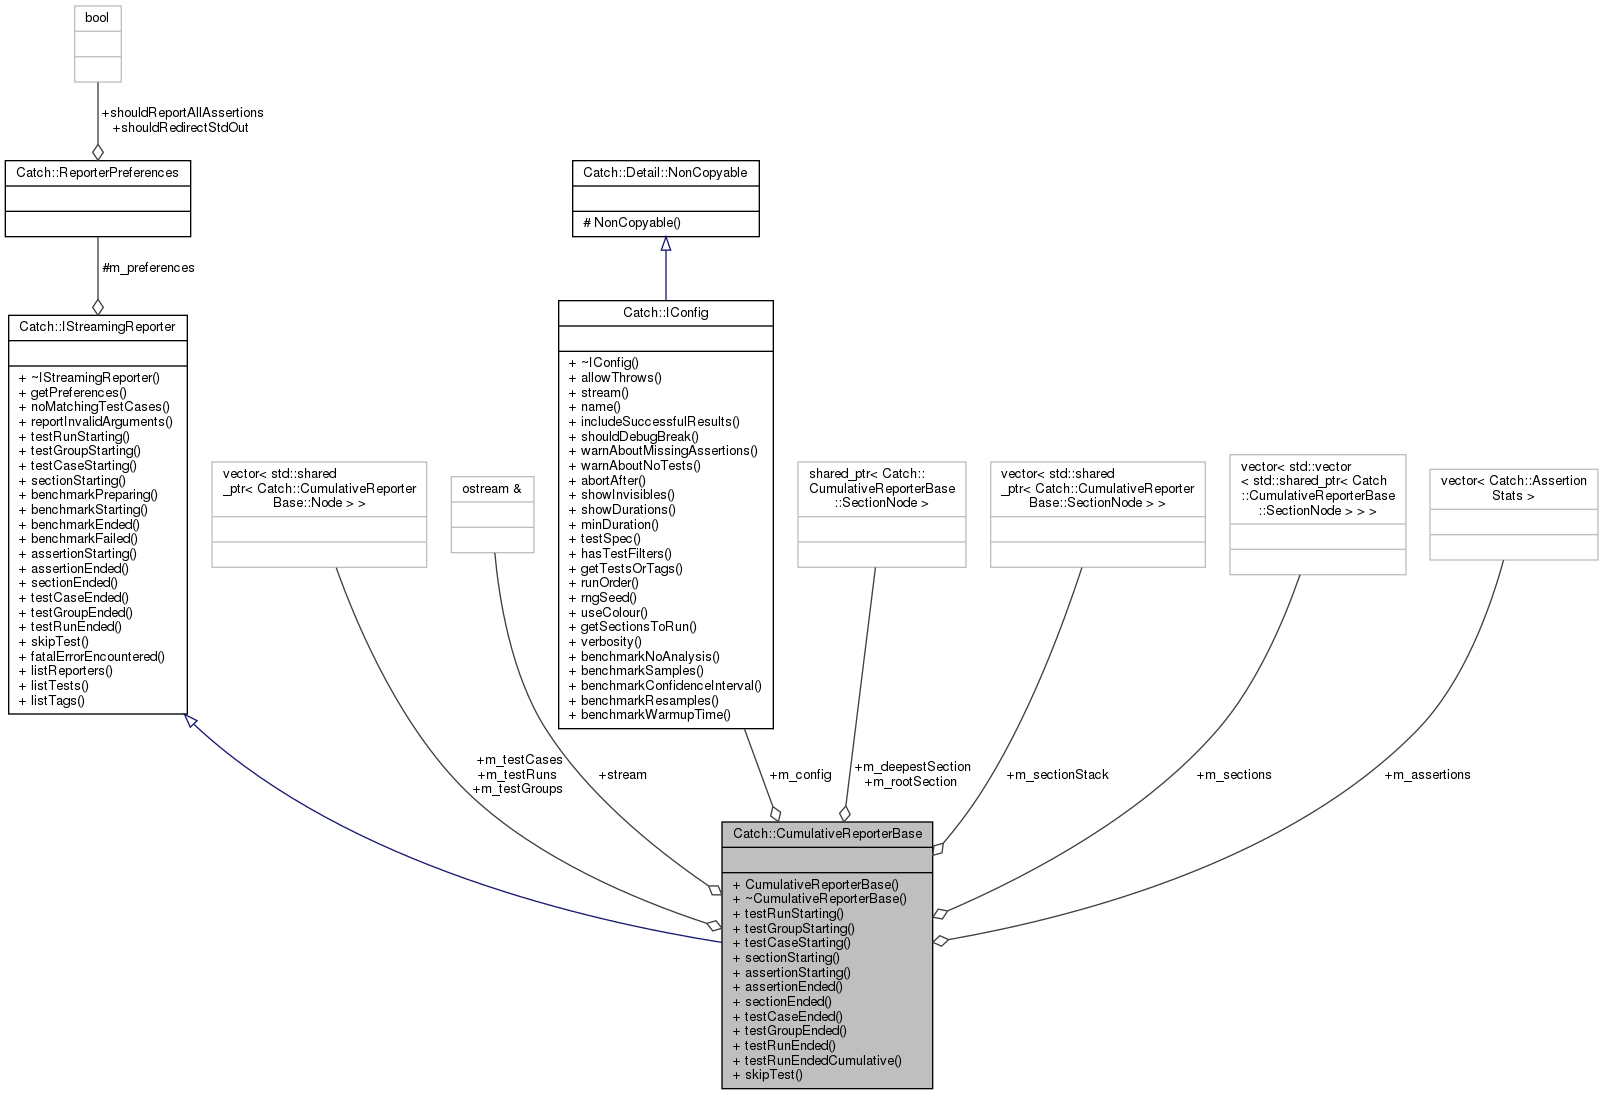 bool
+shouldReportAllAssertions
+shouldRedirectStdOut
Catch::ReporterPreferences
#m_preferences
Catch::IStreamingReporter
+ ~IStreamingReporter()
+ getPreferences()
+ noMatchingTestCases()
+ reportInvalidArguments()
+ testRunStarting()
+ testGroupStarting()
+ testCaseStarting()
+ sectionStarting()
+ benchmarkPreparing()
+ benchmarkStarting()
+ benchmarkEnded()
+ benchmarkFailed()
+ assertionStarting()
+ assertionEnded()
+ sectionEnded()
+ testCaseEnded()
+ testGroupEnded()
+ testRunEnded()
+ skipTest()
+ fatalErrorEncountered()
+ listReporters()
+ listTests()
+ listTags()
Catch::Detail::NonCopyable
# NonCopyable()
Catch::IConfig
+ ~IConfig()
+ allowThrows()
+ stream()
+ name()
+ includeSuccessfulResults()
+ shouldDebugBreak()
+ warnAboutMissingAssertions()
+ warnAboutNoTests()
+ abortAfter()
+ showInvisibles()
+ showDurations()
+ minDuration()
+ testSpec()
+ hasTestFilters()
+ getTestsOrTags()
+ runOrder()
+ rngSeed()
+ useColour()
+ getSectionsToRun()
+ verbosity()
+ benchmarkNoAnalysis()
+ benchmarkSamples()
+ benchmarkConfidenceInterval()
+ benchmarkResamples()
+ benchmarkWarmupTime()
vector< std::shared
_ptr< Catch::CumulativeReporter
Base::Node > >
ostream &
shared_ptr< Catch::
CumulativeReporterBase
::SectionNode >
vector< std::shared
_ptr< Catch::CumulativeReporter
Base::SectionNode > >
vector< std::vector
< std::shared_ptr< Catch
::CumulativeReporterBase
::SectionNode > > >
vector< Catch::Assertion
Stats >
+m_testCases
+m_testRuns
+m_testGroups
+stream
+m_config
+m_deepestSection
+m_rootSection
+m_sectionStack
+m_sections
+m_assertions
Catch::CumulativeReporterBase
+ CumulativeReporterBase()
+ ~CumulativeReporterBase()
+ testRunStarting()
+ testGroupStarting()
+ testCaseStarting()
+ sectionStarting()
+ assertionStarting()
+ assertionEnded()
+ sectionEnded()
+ testCaseEnded()
+ testGroupEnded()
+ testRunEnded()
+ testRunEndedCumulative()
+ skipTest()